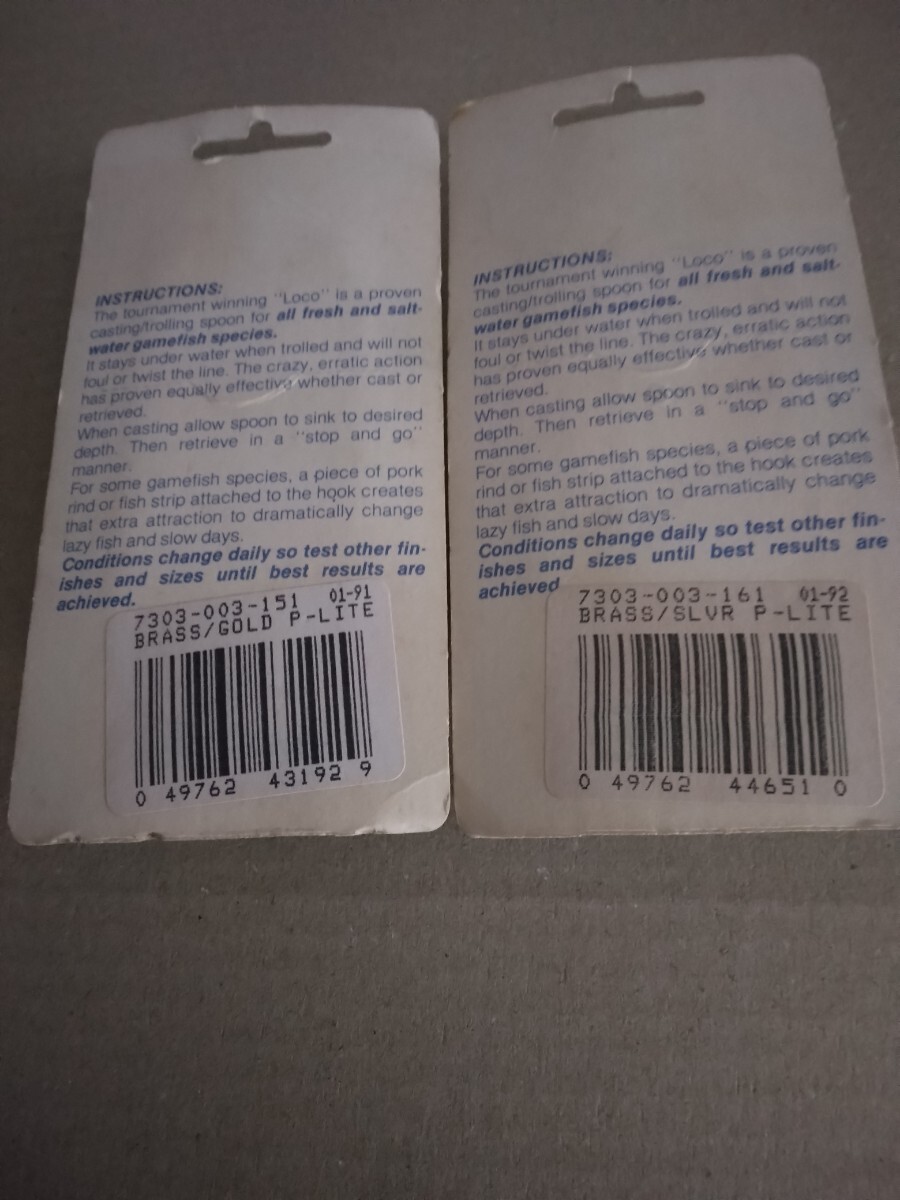 INSTRUCTIONS:
The tournament winning "Loco" is a proven
casting/trolling spoon for all fresh and salt-
water gamefish species.
It stays under water when trolled and will not
foul or twist the line. The crazy, erratic action
has proven equally effective whether cast or
retrieved.
When casting allow spoon to sink to desired
depth. Then retrieve in a "stop and go"
manner.
For some gamefish species, a piece of pork
rind or fish strip attached to the hook creates
that extra attraction to dramatically change
lazy fish and slow days.
Conditions change daily so test other fin-
ishes and sizes until best results are
achieved.
7303-003-151 01-91
BRASS/GOLD P-LITE
0 49762 43192 9
INSTRUCTIONS:
The tournament winning "Loco" is a proven
casting/trolling spoon for all fresh and salt-
water gamefish species.
It stays under water when trolled and will not
foul or twist the line. The crazy, erratic action
has proven equally effective whether cast or
retrieved.
When casting allow spoon to sink to desired
depth. Then retrieve in a "stop and go"
manner.
For some gamefish species, a piece of pork
rind or fish strip attached to the hook creates
that extra attraction to dramatically change
lazy fish and slow days.
Conditions change daily so test other fin-
ishes and sizes until best results are
achieved
7303-003-161 01-92
BRASS/SLVR P-LITE
0 49762 44651 0